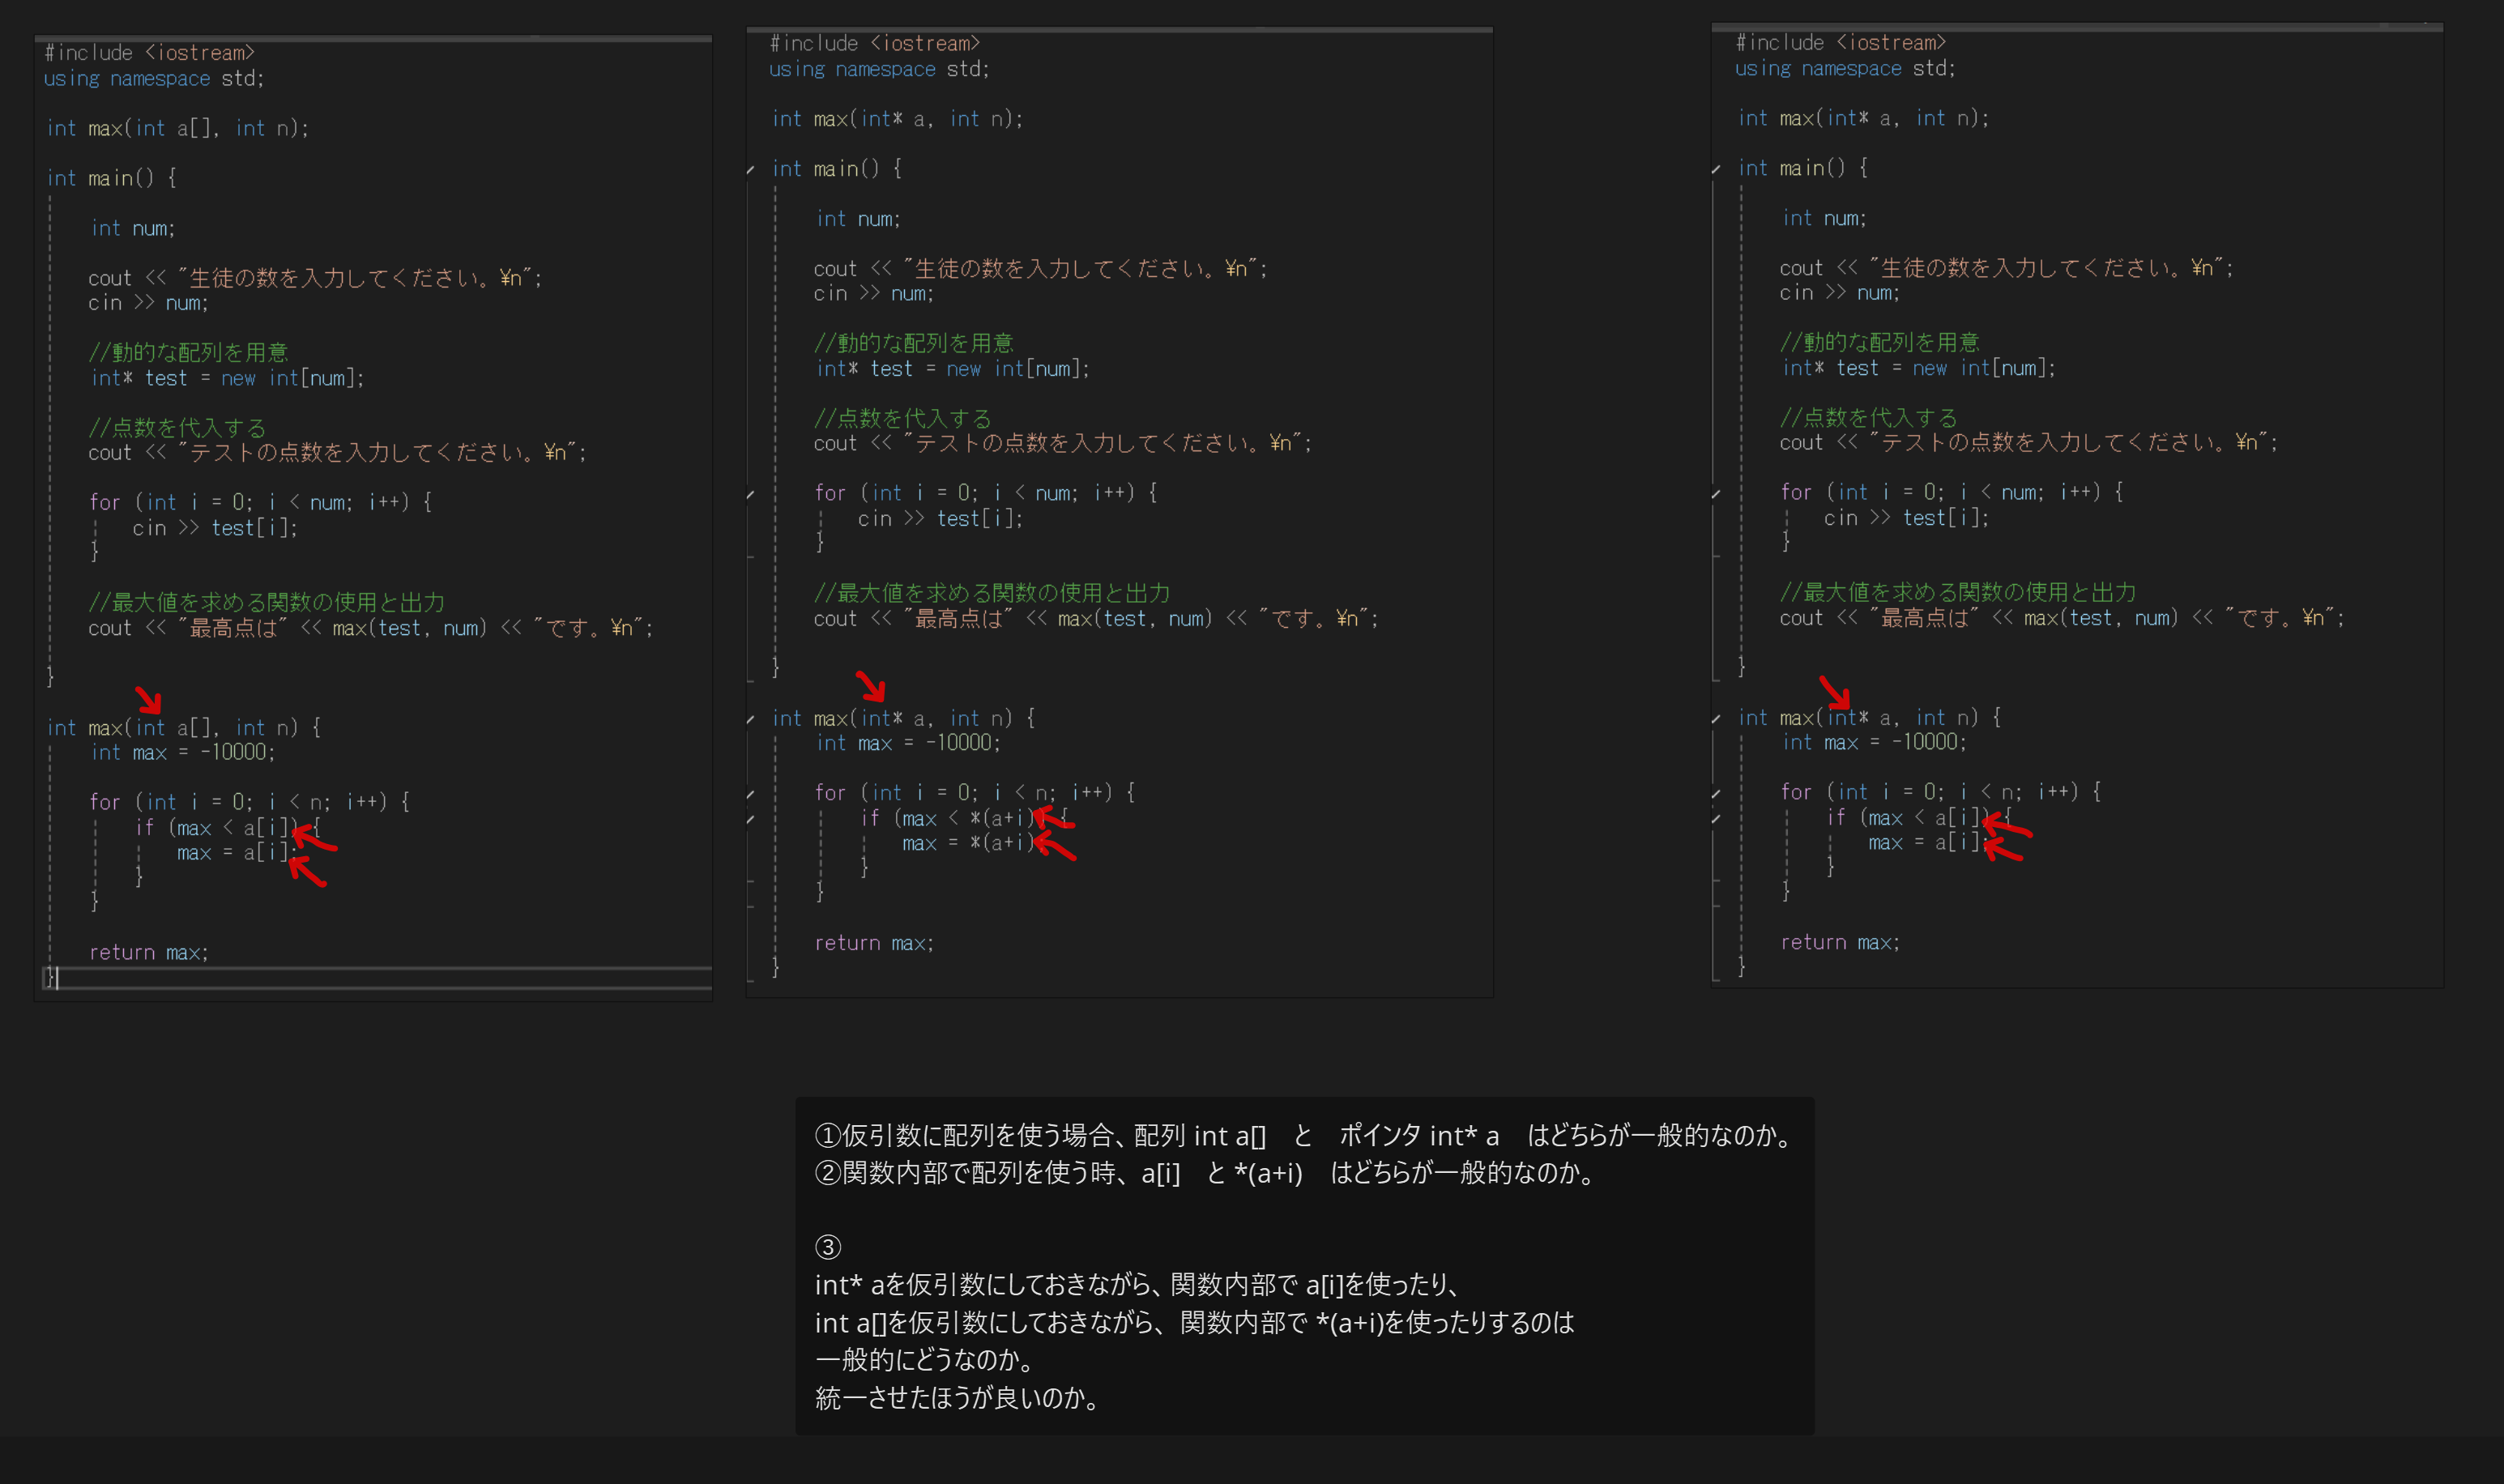 #include <iostream>
using namespace std;
int max(int a[], int n);
int main() {
int num;
cout << "生徒の数を入力してください。¥n";
cin >> num;
//動的な配列を用意
int* test = new int[num];
//点数を代入する
cout << "テストの点数を入力してください。¥n";
for (int i = 0; i < num; i++) {
cin >> test[i];
}
//最大値を求める関数の使用と出力
cout << "最高点は" << max(test, num) << "です。¥n";
}
int max(int a[], int n) {
int max = -10000;
for (int i = 0; i < n; i++) {
if (max < a[i]) {
max = a[i];
}
}
return max;
}
#include <iostream>
using namespace std;
int max(int* a, int n);
int main() {
int num;
cout << "生徒の数を入力してください。¥n";
cin >> num;
//動的な配列を用意
int* test = new int[num];
//点数を代入する
cout << "テストの点数を入力してください。¥n";
for (int i = 0; i < num; i++) {
cin >> test[i];
}
//最大値を求める関数の使用と出力
cout << "最高点は" << max(test, num) << "です。¥n";
}
int max(int* a, int n) {
int max = -10000;
for (int i = 0; i < n; i++) {
if (max < *(a+i)) {
max = *(a+i)
}
}
return max;
}
#include <iostream>
using namespace std;
int max(int* a, int n);
int main() {
int num;
cout << "生徒の数を入力してください。¥n";
cin >> num;
//動的な配列を用意
int* test = new int[num];
//点数を代入する
cout << "テストの点数を入力してください。¥n";
for (int i = 0; i < num; i++) {
cin >> test[i];
}
//最大値を求める関数の使用と出力
cout << "最高点は" << max(test, num) << "です。¥n";
}
int max(int* a, int n) {
int max = -10000;
for (int i = 0; i < n; i++) {
if (max < a[i]) {
max = a[i];
}
}
return max;
}
①仮引数に配列を使う場合、配列 int a[]　と　ポインタ int* a　はどちらが一般的なのか。
②関数内部で配列を使う時、a[i]　と *(a+i)　はどちらが一般的なのか。
③
int* aを仮引数にしておきながら、関数内部で a[i]を使ったり、
int a[]を仮引数にしておきながら、関数内部で *(a+i)を使ったりするのは
一般的にどうなのか。
統一させたほうが良いのか。